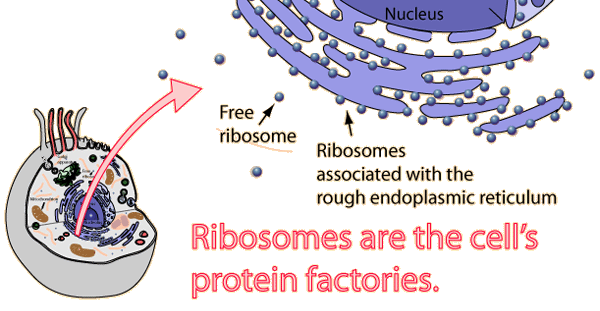 Nucleus
Free
ribosome
Ribosomes
associated with the
rough endoplasmic reticulum
Ribosomes are the cell's
protein factories.